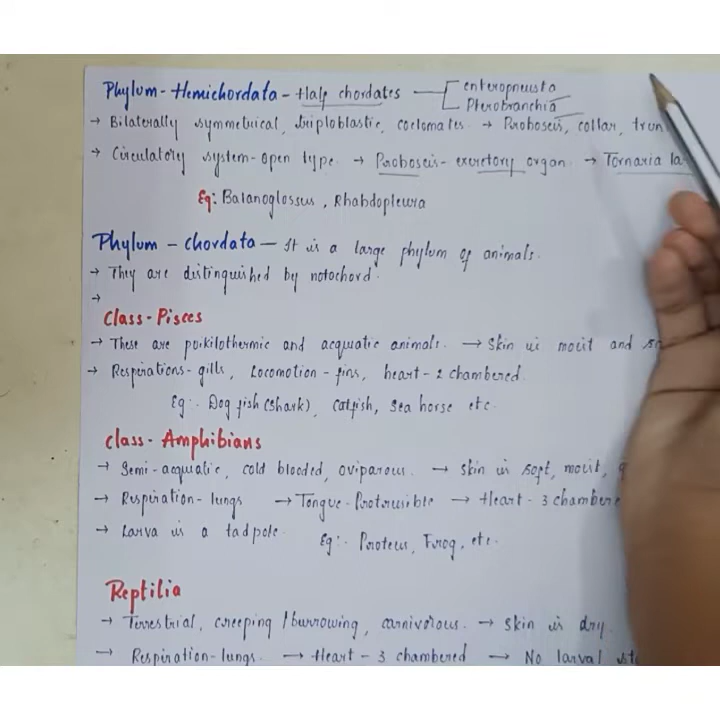 Phylum - Hemichordata - Half chordates enteropneusta
Pterobranchia
→ Bilaterally symmetrical, triploblastic, coelomates. → Proboscis, collar, trun
→ Circulatory system - open type. → Proboscis - excretory organ. → Tornaria la
Eg: Balanoglossus, Rhabdopleura
Phylum - chordata - It is a large phylum of animals.
→ They are distinguished by notochord.
→
Class - Pisces
→ These are poikilothermic and acquatic animals. → Skin is moist and
→ Respirations - gills, Locomotion - fins, heart - 2 chambered.
Eg:- Dog fish (Shark), Catfish, Sea horse etc.
Class - Amphibians
→ Semi-acquatic, cold blooded, oviparous. → skin is soft, moist,
→ Respiration - lungs → Tongue - Protrusible → Heart - 3 chambere
→ Larva is a tadpole. Eg:- Proteus, Frog, etc.
Reptilia
→ Terrestrial, creeping / burrowing, carnivorous. → Skin is dry.
→ Respiration - lungs. → Heart - 3 chambered → No larval